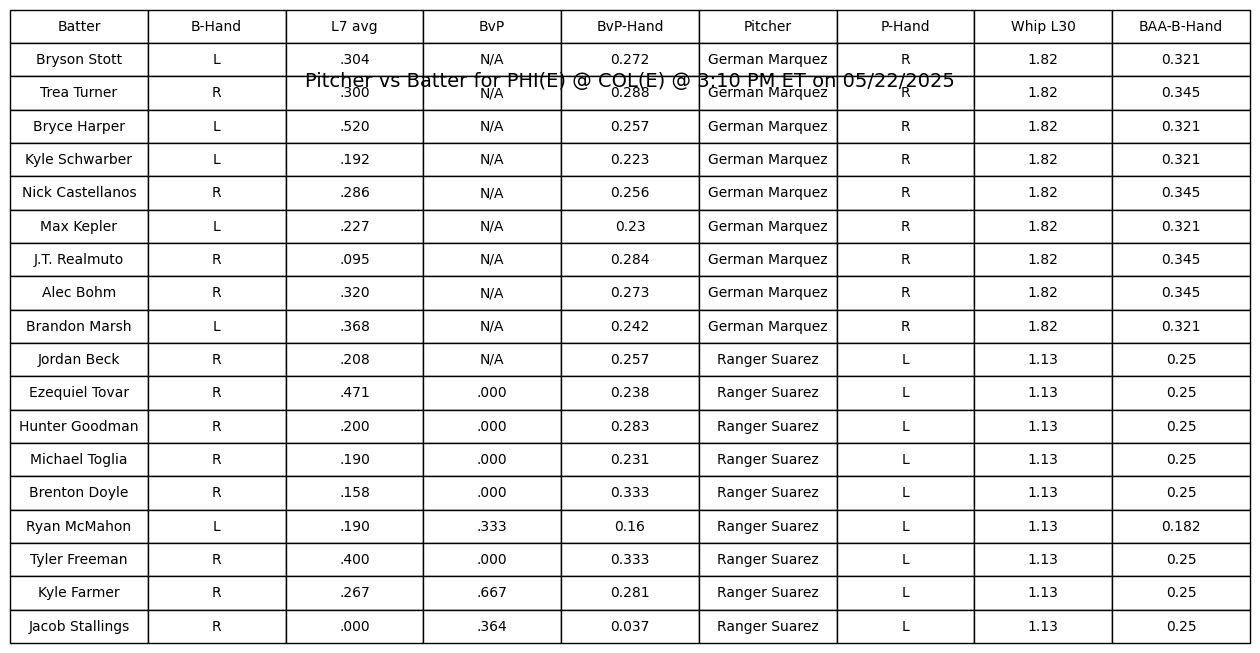 Batter B-Hand L7 avg BvP BvP-Hand Pitcher P-Hand Whip L30 BAA-B-Hand
Bryson Stott L .304 N/A 0.272 German Marquez R 1.82 0.321
Pitcher vs Batter for PHI(E) @ COL(E) @ 3:10 PM ET on 05/22/2025
Trea Turner R .300 N/A 0.288 German Marquez R 1.82 0.345
Bryce Harper L .520 N/A 0.257 German Marquez R 1.82 0.321
Kyle Schwarber L .192 N/A 0.223 German Marquez R 1.82 0.321
Nick Castellanos R .286 N/A 0.256 German Marquez R 1.82 0.345
Max Kepler L .227 N/A 0.23 German Marquez R 1.82 0.321
J.T. Realmuto R .095 N/A 0.284 German Marquez R 1.82 0.345
Alec Bohm R .320 N/A 0.273 German Marquez R 1.82 0.345
Brandon Marsh L .368 N/A 0.242 German Marquez R 1.82 0.321
Jordan Beck R .208 N/A 0.257 Ranger Suarez L 1.13 0.25
Ezequiel Tovar R .471 .000 0.238 Ranger Suarez L 1.13 0.25
Hunter Goodman R .200 .000 0.283 Ranger Suarez L 1.13 0.25
Michael Toglia R .190 .000 0.231 Ranger Suarez L 1.13 0.25
Brenton Doyle R .158 .000 0.333 Ranger Suarez L 1.13 0.25
Ryan McMahon L .190 .333 0.16 Ranger Suarez L 1.13 0.182
Tyler Freeman R .400 .000 0.333 Ranger Suarez L 1.13 0.25
Kyle Farmer R .267 .667 0.281 Ranger Suarez L 1.13 0.25
Jacob Stallings R .000 .364 0.037 Ranger Suarez L 1.13 0.25